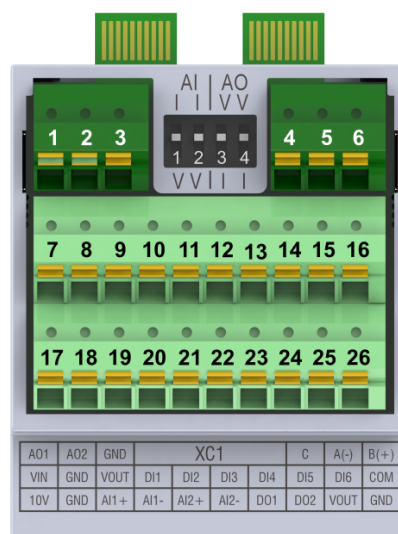 AI | AO
I I | V V
1 2 3 4
V V | I I
1 2 3
4 5 6
7 8 9 10 11 12 13 14 15 16
17 18 19 20 21 22 23 24 25 26
AO1 AO2 GND XC1 C A(-) B(+)
VIN GND VOUT DI1 DI2 DI3 DI4 DI5 DI6 COM
10V GND AI1+ AI1- AI2+ AI2- DO1 DO2 VOUT GND